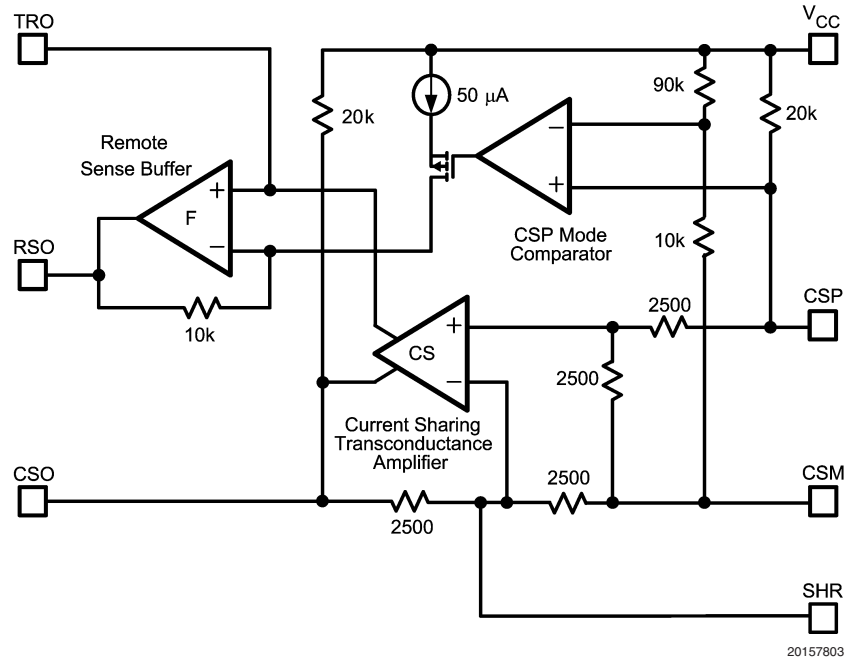 TRO
V_CC
50 μA
90k
20k
20k
Remote
Sense Buffer
+
F
−
−
+
CSP Mode
Comparator
10k
RSO
10k
2500
CSP
+
CS
−
2500
Current Sharing
Transconductance
Amplifier
CSO
2500
2500
CSM
SHR
20157803